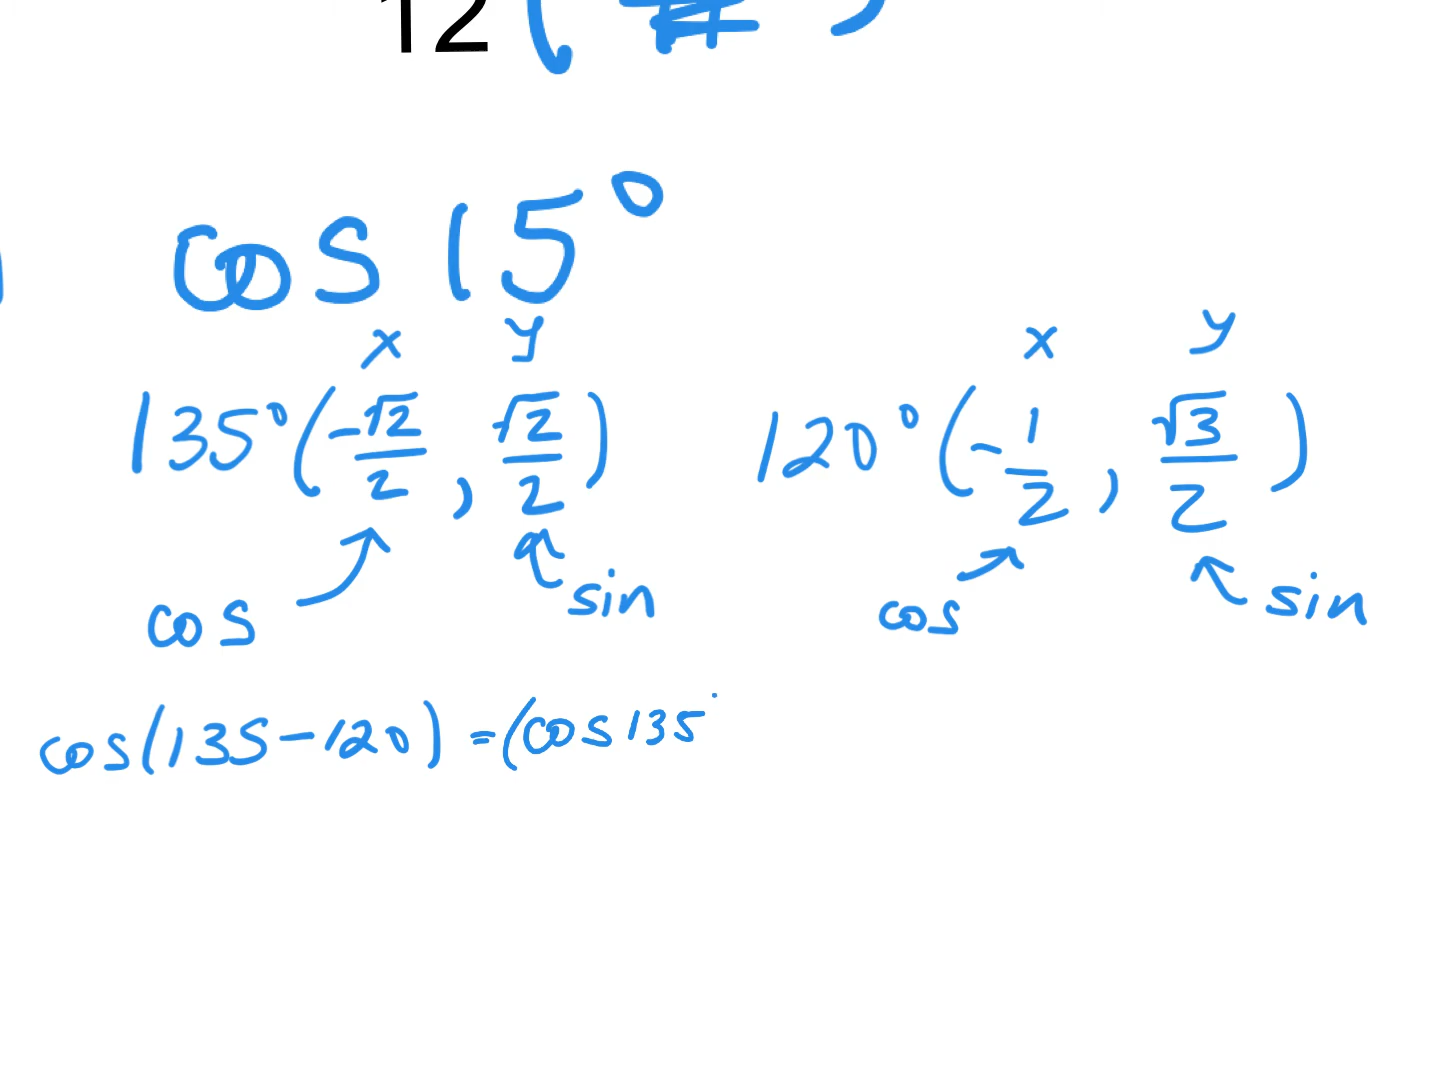 12 (
cos 15°
x y x y
135° (-√2/2, √2/2) 120° (-1/2, √3/2)
cos sin cos sin
cos(135-120) = (cos 135